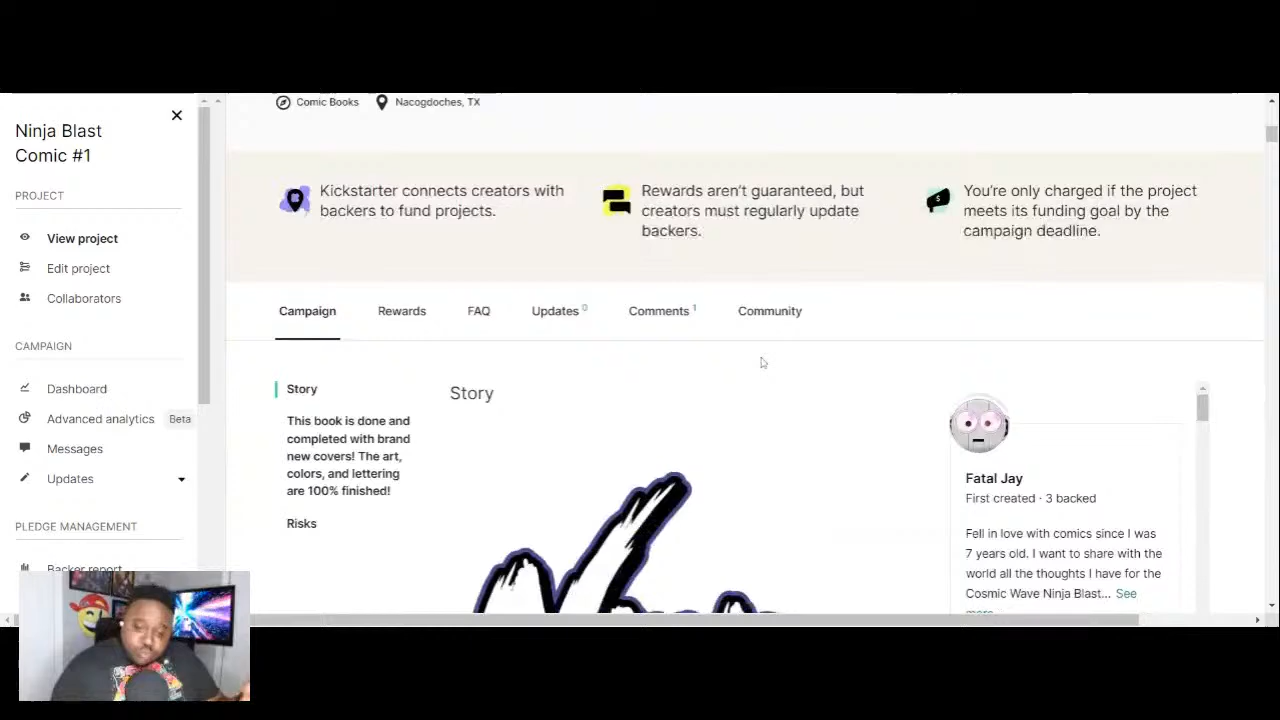 Comic Books
Nacogdoches, TX
Ninja Blast
Comic #1
PROJECT
View project
Edit project
Collaborators
CAMPAIGN
Dashboard
Advanced analytics Beta
Messages
Updates
PLEDGE MANAGEMENT
Backer report
Kickstarter connects creators with
backers to fund projects.
Rewards aren't guaranteed, but
creators must regularly update
backers.
You're only charged if the project
meets its funding goal by the
campaign deadline.
Campaign Rewards FAQ Updates 0 Comments 1 Community
Story
This book is done and
completed with brand
new covers! The art,
colors, and lettering
are 100% finished!
Risks
Story
Fatal Jay
First created · 3 backed
Fell in love with comics since I was
7 years old. I want to share with the
world all the thoughts I have for the
Cosmic Wave Ninja Blast... See
more